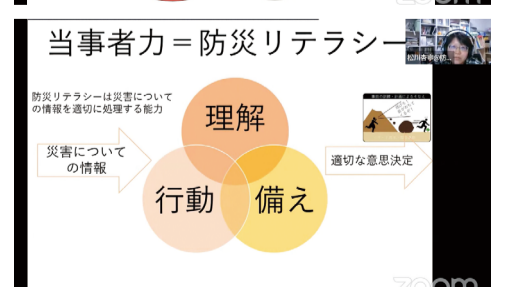 zoom
当事者力＝防災リテラシー
防災リテラシーは災害について
の情報を適切に処理する能力
理解
災害について
の情報
適切な意思決定
行動
備え
zoom